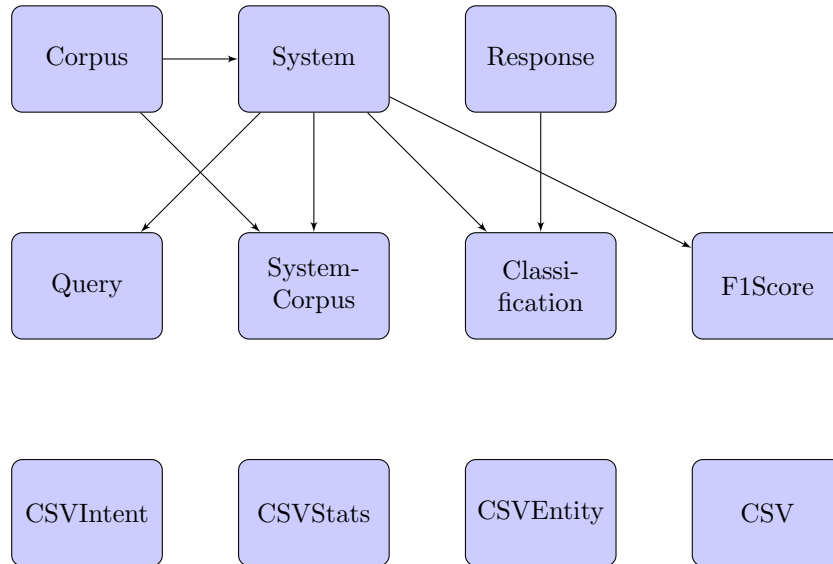 Corpus
System
Response
Query
System-
Corpus
Classi-
fication
F1Score
CSVIntent
CSVStats
CSVEntity
CSV